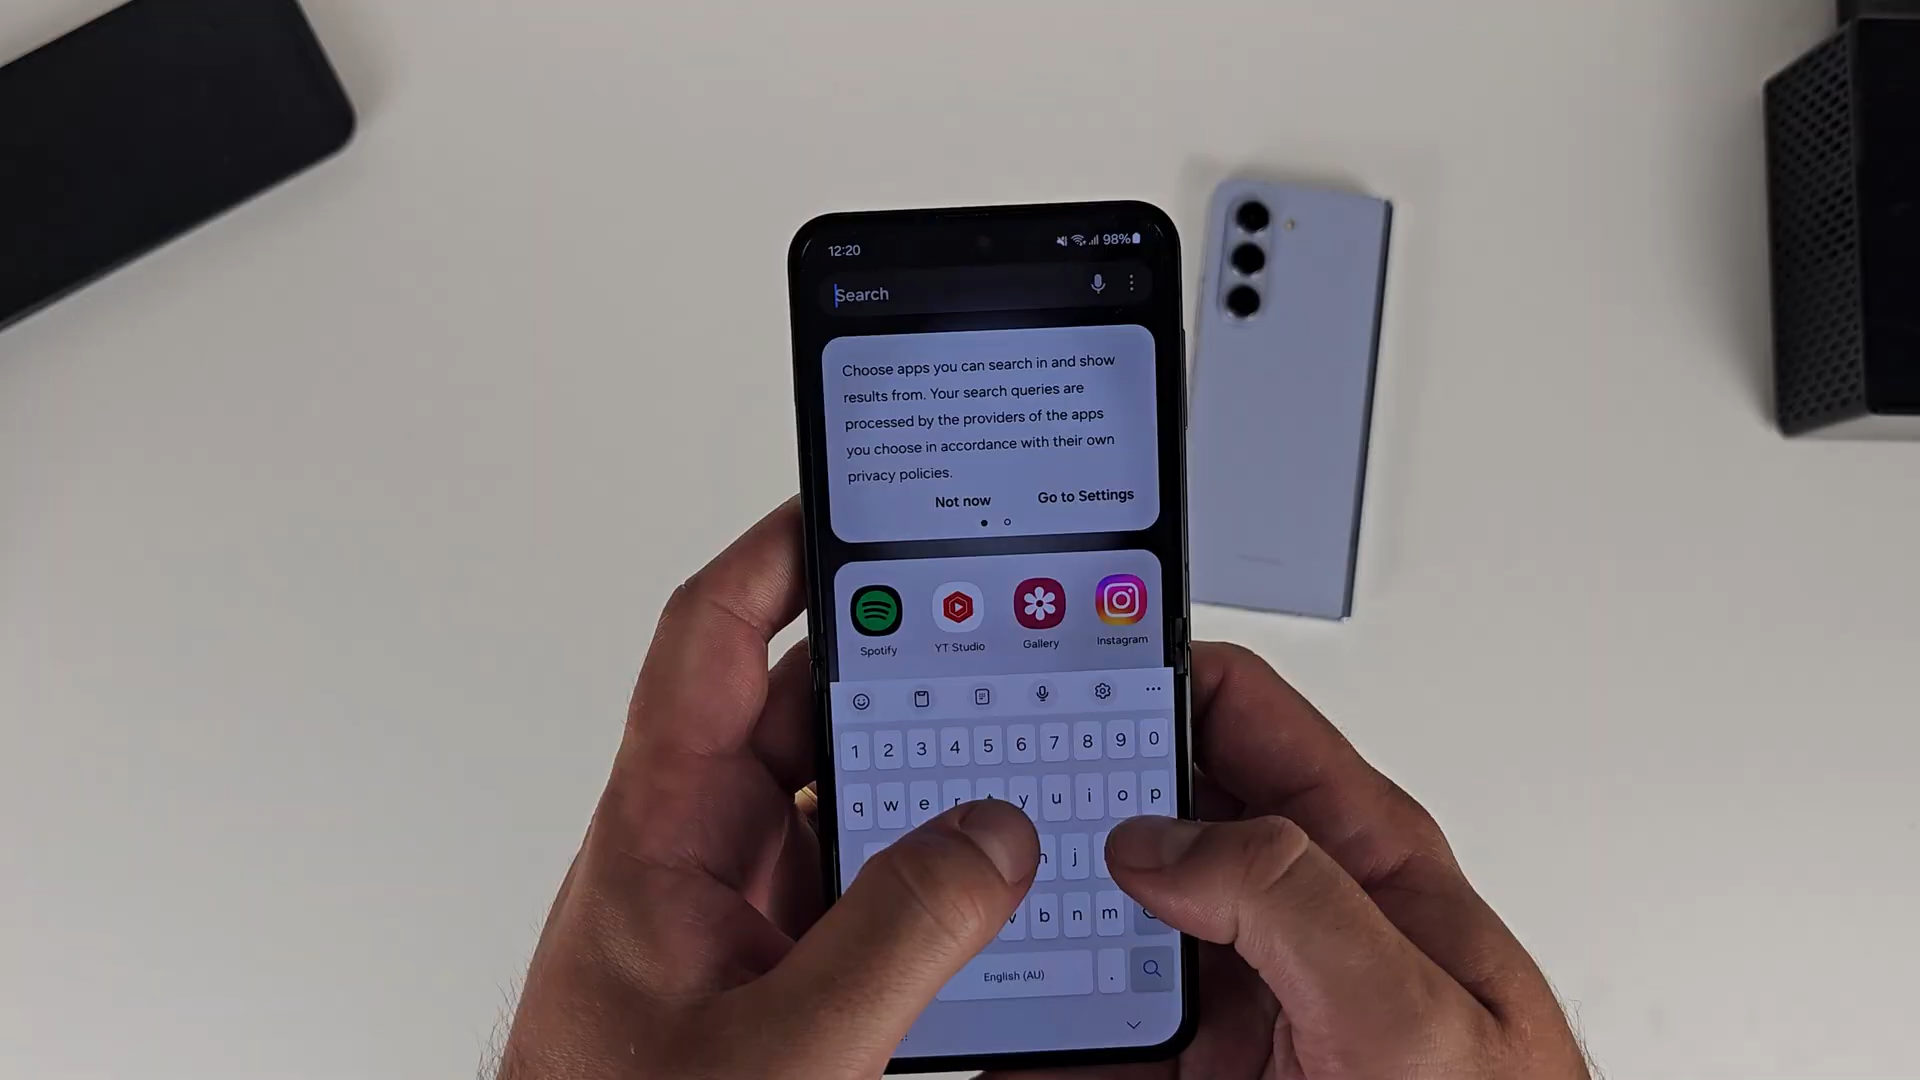 12:20
98%
Search
Choose apps you can search in and show
results from. Your search queries are
processed by the providers of the apps
you choose in accordance with their own
privacy policies.
Not now Go to Settings
Spotify YT Studio Gallery Instagram
1 2 3 4 5 6 7 8 9 0
q w e r y u i o p
h j
v b n m
English (AU) .